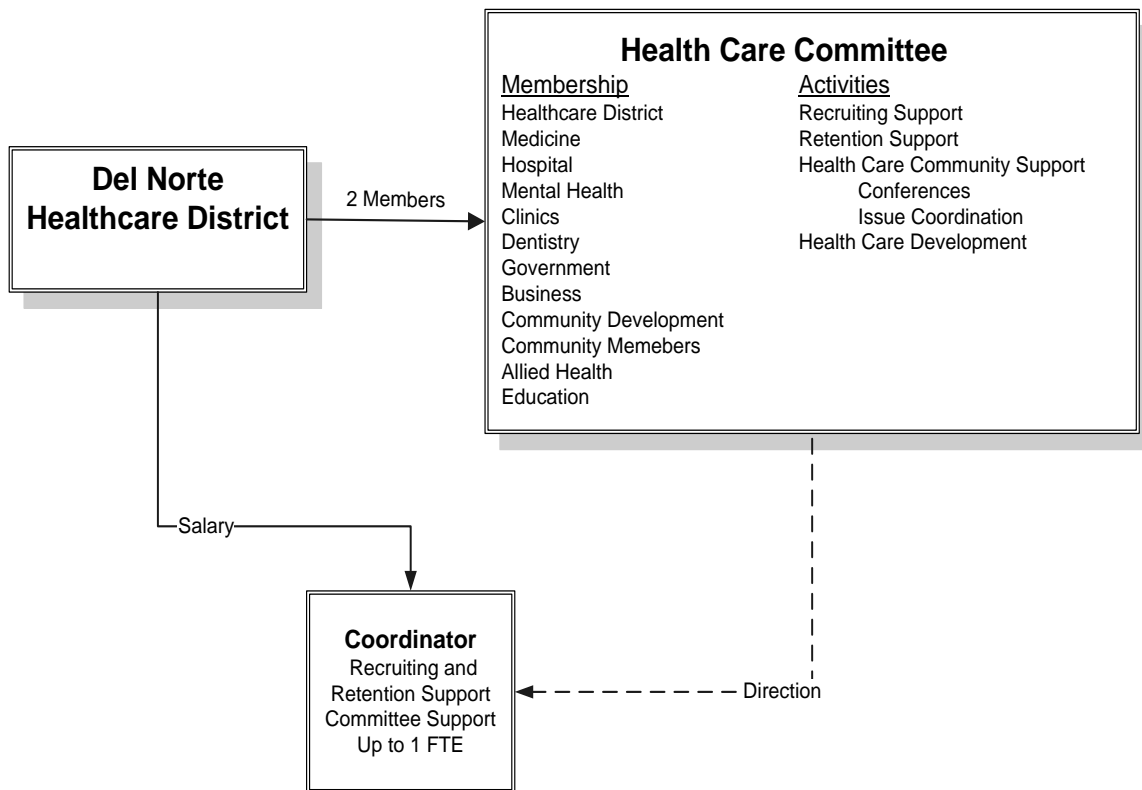 Del Norte
Healthcare District
2 Members
Health Care Committee
Membership
Healthcare District
Medicine
Hospital
Mental Health
Clinics
Dentistry
Government
Business
Community Development
Community Memebers
Allied Health
Education
Activities
Recruiting Support
Retention Support
Health Care Community Support
Conferences
Issue Coordination
Health Care Development
Salary
Direction
Coordinator
Recruiting and
Retention Support
Committee Support
Up to 1 FTE